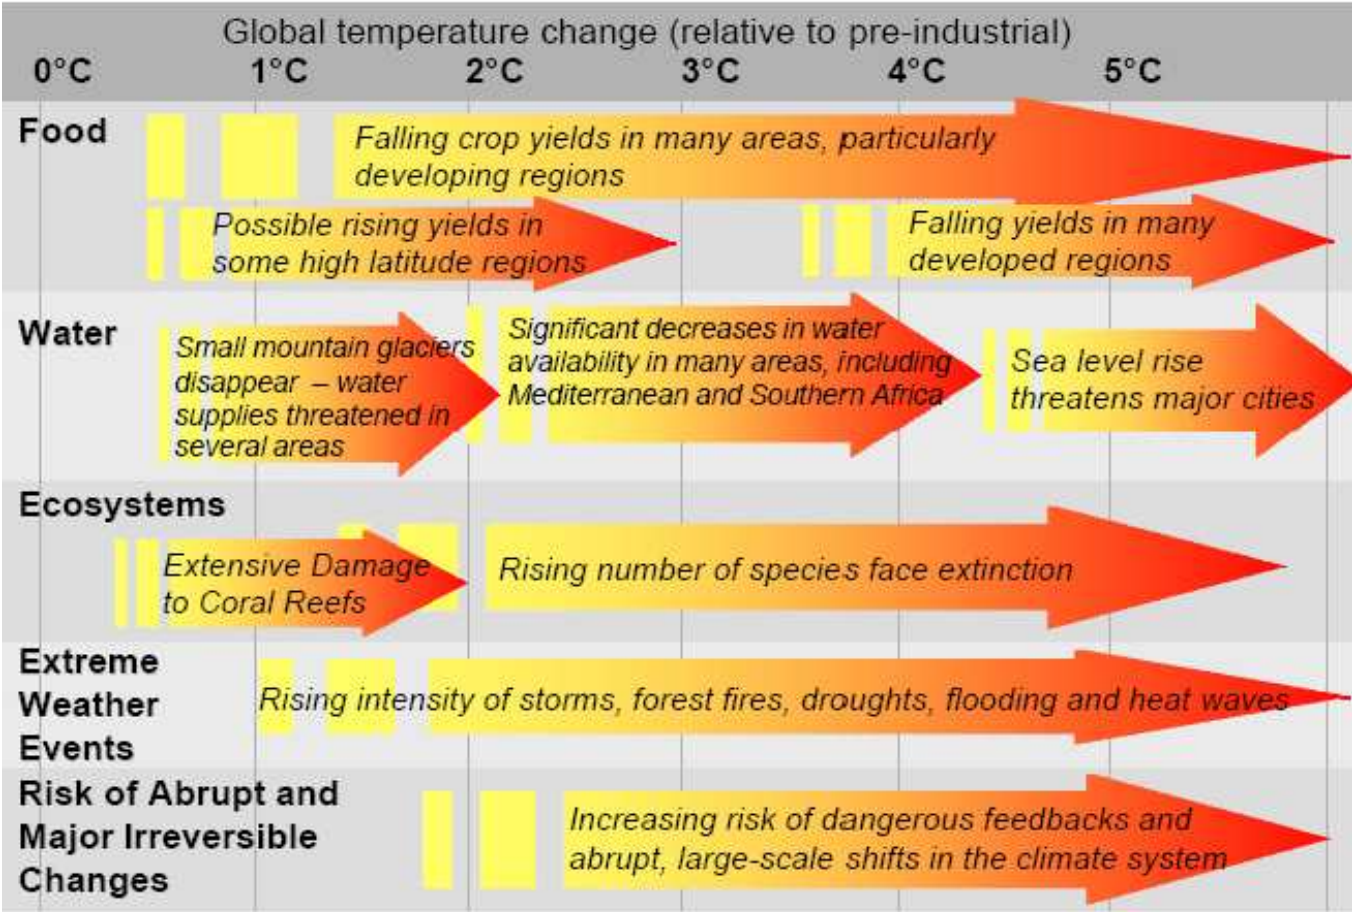 Global temperature change (relative to pre-industrial)
0°C 1°C 2°C 3°C 4°C 5°C
Food
Falling crop yields in many areas, particularly
developing regions
Possible rising yields in
some high latitude regions
Falling yields in many
developed regions
Water
Small mountain glaciers
disappear – water
supplies threatened in
several areas
Significant decreases in water
availability in many areas, including
Mediterranean and Southern Africa
Sea level rise
threatens major cities
Ecosystems
Extensive Damage
to Coral Reefs
Rising number of species face extinction
Extreme
Weather
Events
Rising intensity of storms, forest fires, droughts, flooding and heat waves
Risk of Abrupt and
Major Irreversible
Changes
Increasing risk of dangerous feedbacks and
abrupt, large-scale shifts in the climate system